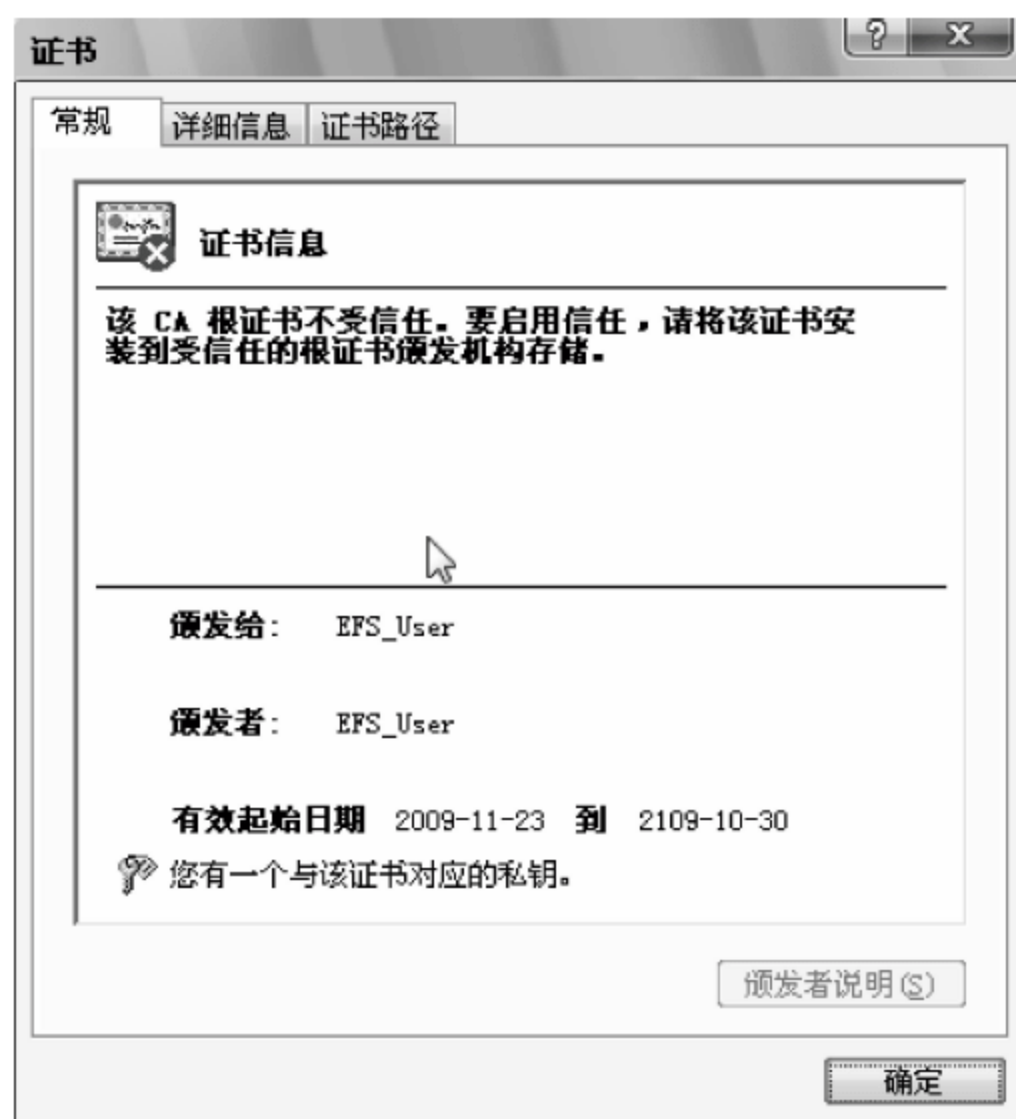 证书
常规 详细信息 证书路径
证书信息
该 CA 根证书不受信任。要启用信任，请将该证书安
装到受信任的根证书颁发机构存储。
颁发给： EFS_User
颁发者： EFS_User
有效起始日期 2009-11-23 到 2109-10-30
您有一个与该证书对应的私钥。
颁发者说明(S)
确定